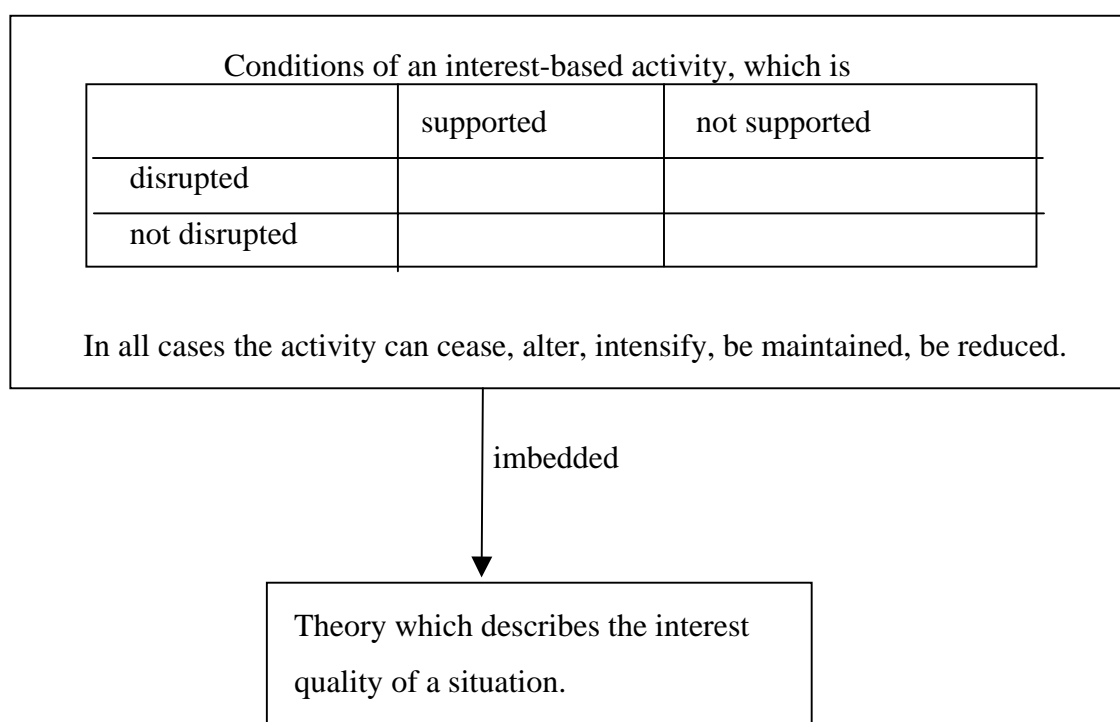 Conditions of an interest-based activity, which is
supported not supported
disrupted
not disrupted
In all cases the activity can cease, alter, intensify, be maintained, be reduced.
imbedded
Theory which describes the interest
quality of a situation.